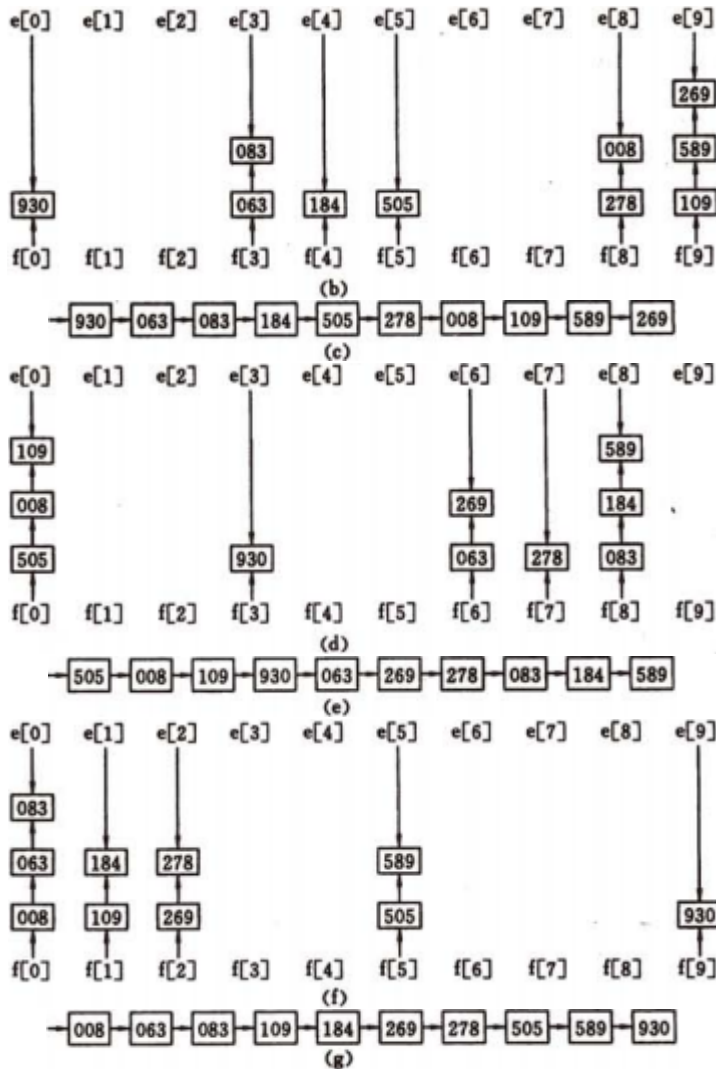 e[0] e[1] e[2] e[3] e[4] e[5] e[6] e[7] e[8] e[9]
269
083 008 589
930 063 184 505 278 109
f[0] f[1] f[2] f[3] f[4] f[5] f[6] f[7] f[8] f[9]
(b)
930 063 083 184 505 278 008 109 589 269
(c)
e[0] e[1] e[2] e[3] e[4] e[5] e[6] e[7] e[8] e[9]
109 589
008 269 184
505 930 063 278 083
f[0] f[1] f[2] f[3] f[4] f[5] f[6] f[7] f[8] f[9]
(d)
505 008 109 930 063 269 278 083 184 589
(e)
e[0] e[1] e[2] e[3] e[4] e[5] e[6] e[7] e[8] e[9]
083
063 184 278 589
008 109 269 505 930
f[0] f[1] f[2] f[3] f[4] f[5] f[6] f[7] f[8] f[9]
(f)
008 063 083 109 184 269 278 505 589 930
(g)